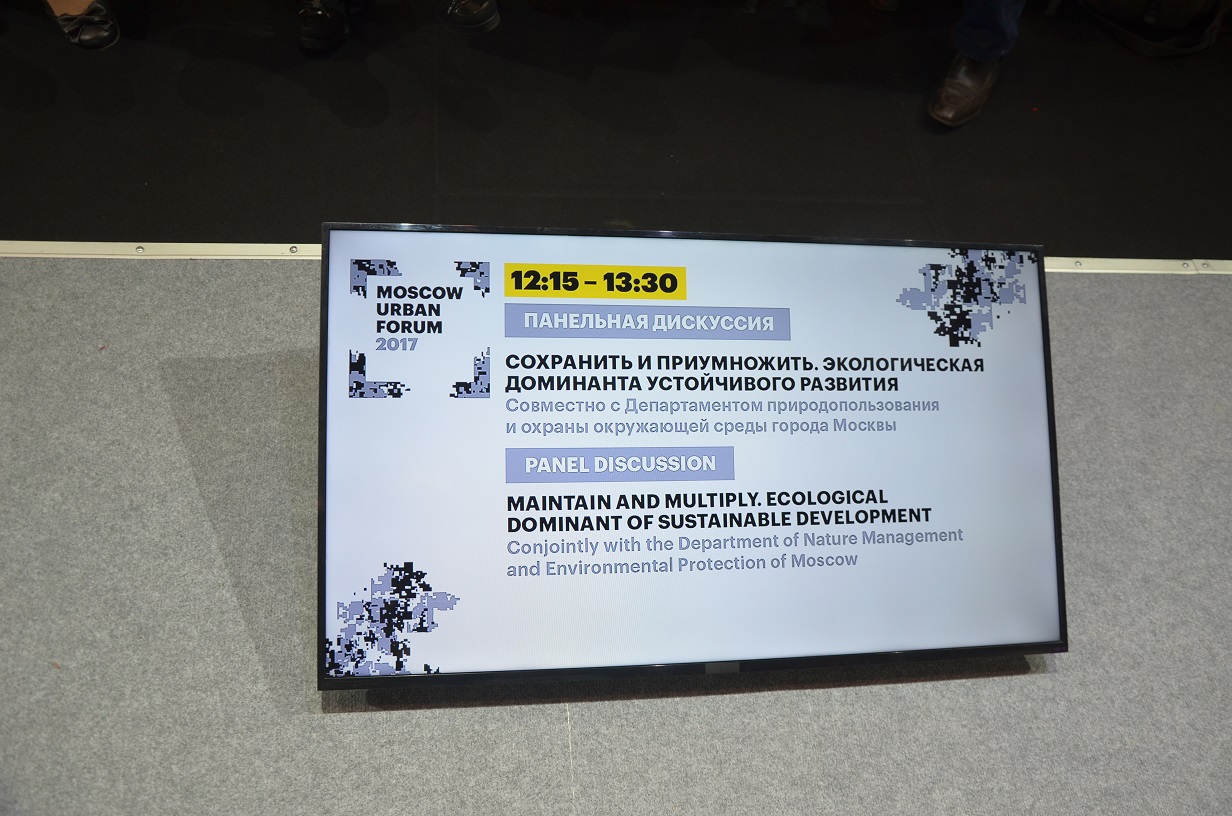 MOSCOW
URBAN
FORUM
2017
12:15 – 13:30
ПАНЕЛЬНАЯ ДИСКУССИЯ
СОХРАНИТЬ И ПРИУМНОЖИТЬ. ЭКОЛОГИЧЕСКАЯ
ДОМИНАНТА УСТОЙЧИВОГО РАЗВИТИЯ
Совместно с Департаментом природопользования
и охраны окружающей среды города Москвы
PANEL DISCUSSION
MAINTAIN AND MULTIPLY. ECOLOGICAL
DOMINANT OF SUSTAINABLE DEVELOPMENT
Conjointly with the Department of Nature Management
and Environmental Protection of Moscow